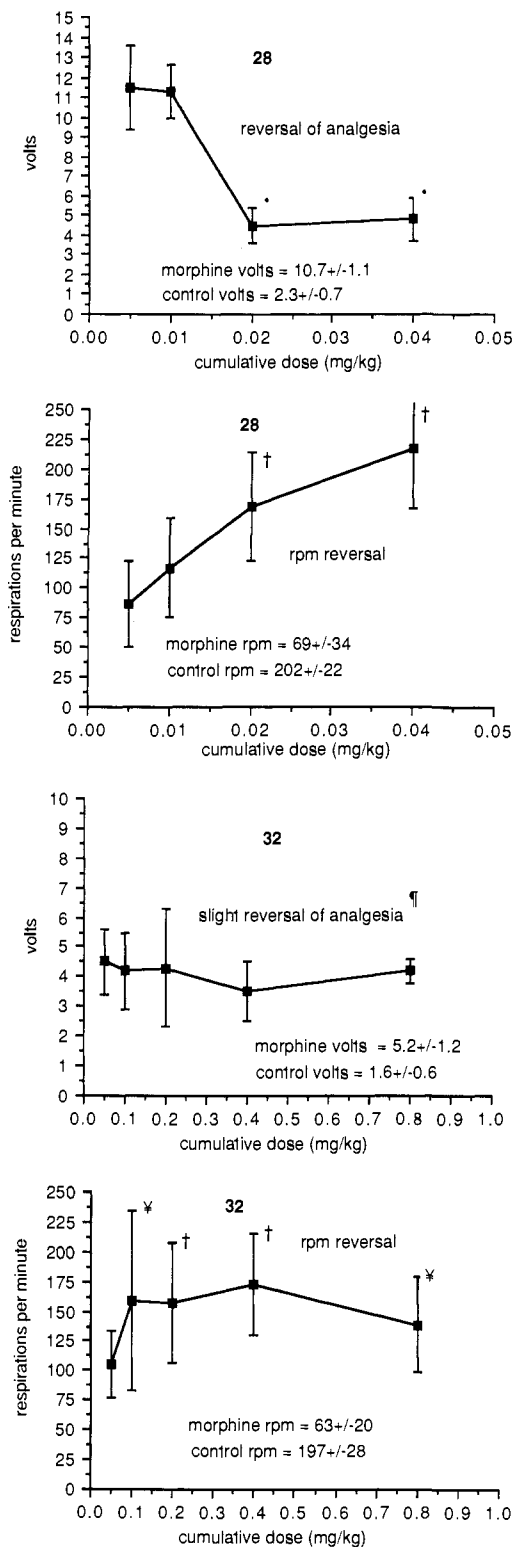 15
14
13
12
11
10
9
8
7
6
5
4
3
2
1
0
volts
28
reversal of analgesia
morphine volts = 10.7+/-1.1
control volts = 2.3+/-0.7
0.00 0.01 0.02 0.03 0.04 0.05
cumulative dose (mg/kg)
250
225
200
175
150
125
100
75
50
25
0
respirations per minute
28
†
†
rpm reversal
morphine rpm = 69+/-34
control rpm = 202+/-22
0.00 0.01 0.02 0.03 0.04 0.05
cumulative dose (mg/kg)
10
9
8
7
6
5
4
3
2
1
0
volts
32
slight reversal of analgesia ¶
morphine volts = 5.2+/-1.2
control volts = 1.6+/-0.6
0.0 0.1 0.2 0.3 0.4 0.5 0.6 0.7 0.8 0.9 1.0
cumulative dose (mg/kg)
250
225
200
175
150
125
100
75
50
25
0
respirations per minute
32
¥
†
†
rpm reversal
¥
morphine rpm = 63+/-20
control rpm = 197+/-28
0.0 0.1 0.2 0.3 0.4 0.5 0.6 0.7 0.8 0.9 1.0
cumulative dose (mg/kg)